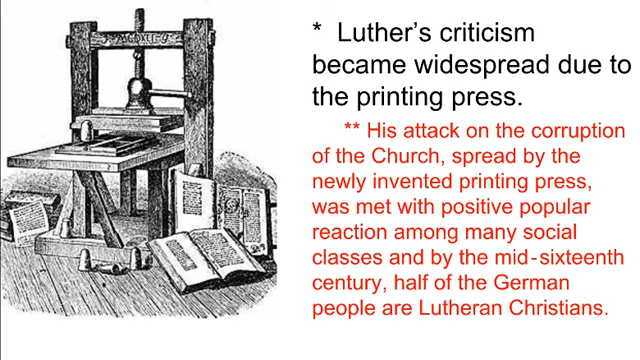 * Luther's criticism
became widespread due to
the printing press.
** His attack on the corruption
of the Church, spread by the
newly invented printing press,
was met with positive popular
reaction among many social
classes and by the mid-sixteenth
century, half of the German
people are Lutheran Christians.